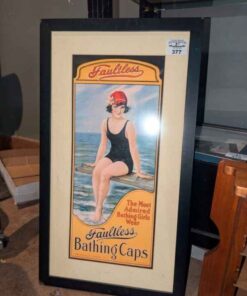 Faultless
377
The Most
Admired
Bathing Girls
Wear
Faultless
Bathing Caps